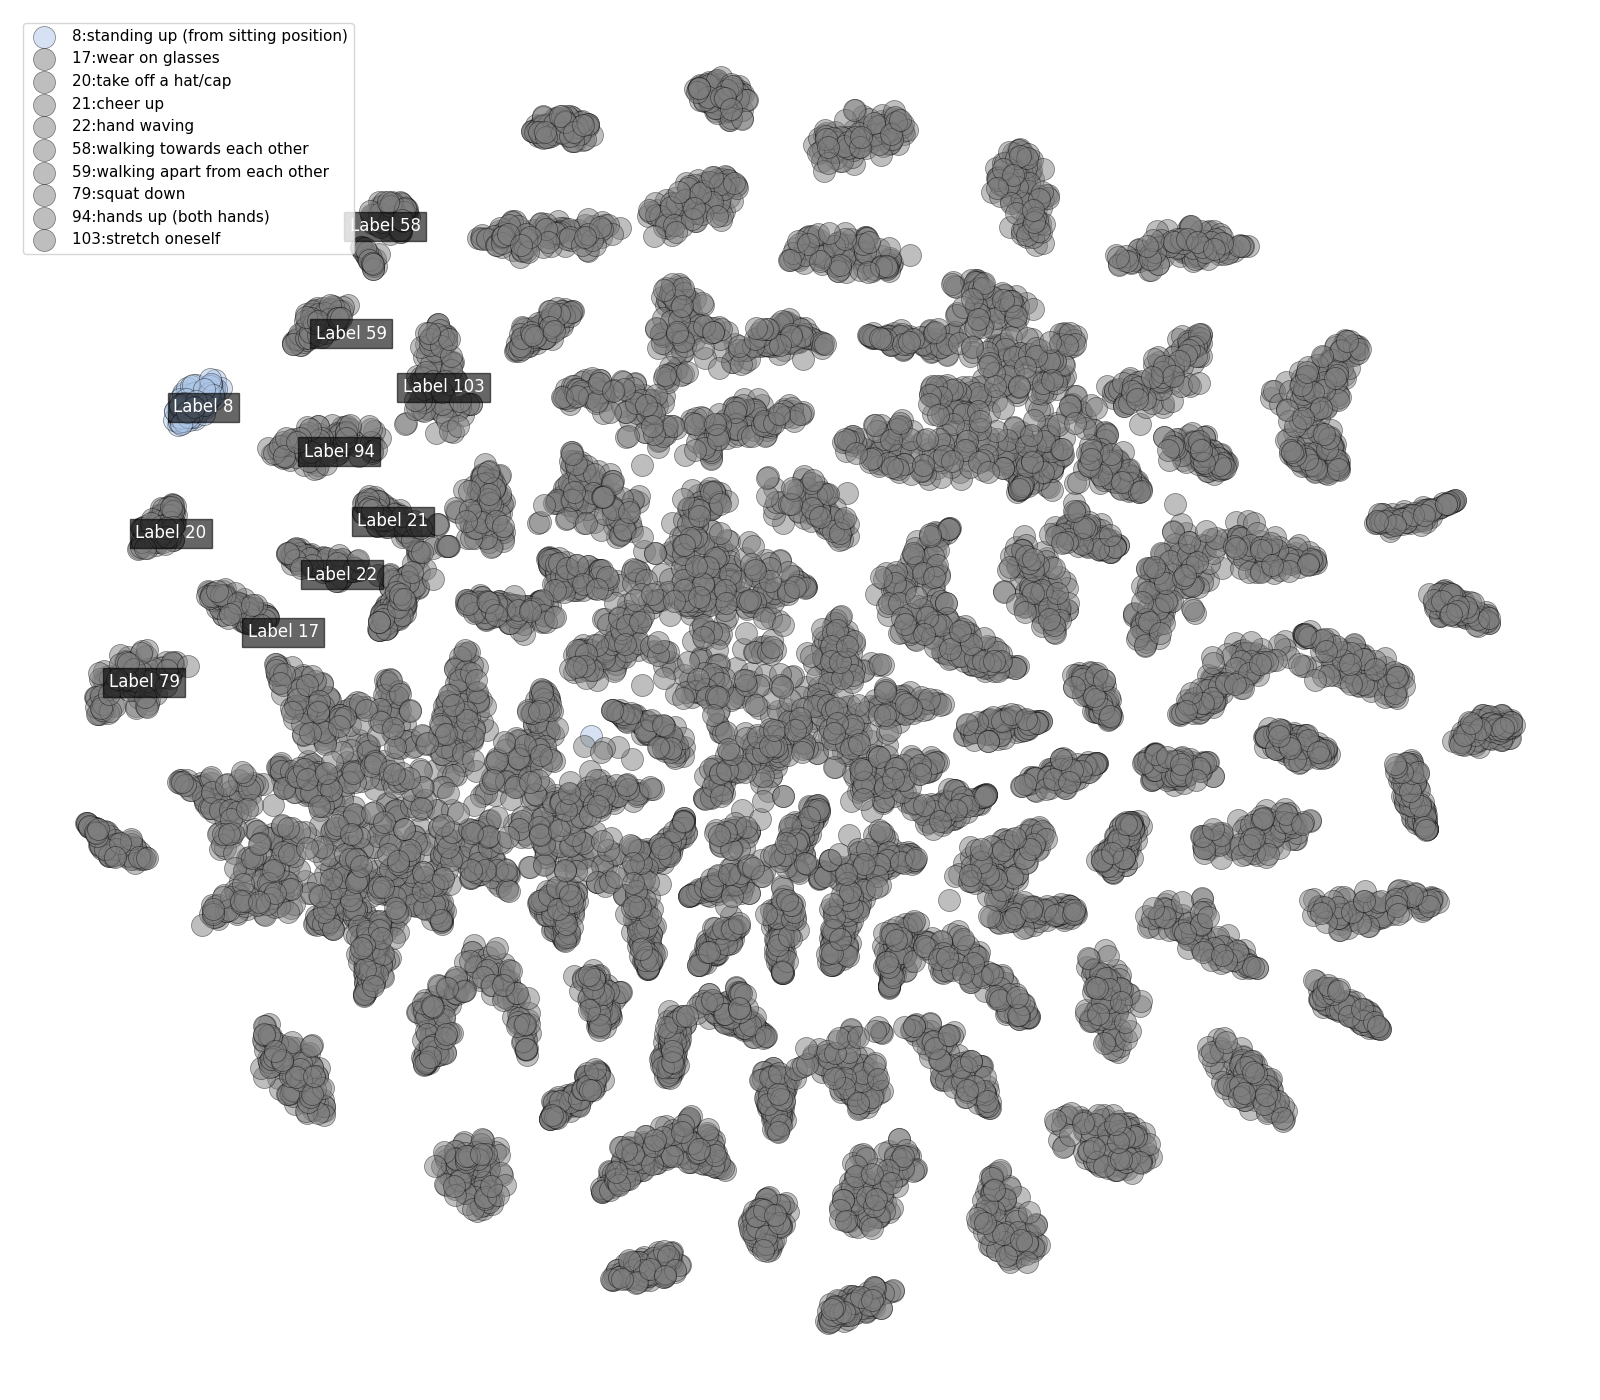 8:standing up (from sitting position)
17:wear on glasses
20:take off a hat/cap
21:cheer up
22:hand waving
58:walking towards each other
59:walking apart from each other
79:squat down
94:hands up (both hands)
103:stretch oneself
Label 58
Label 59
Label 103
Label 8
Label 94
Label 21
Label 20
Label 22
Label 17
Label 79